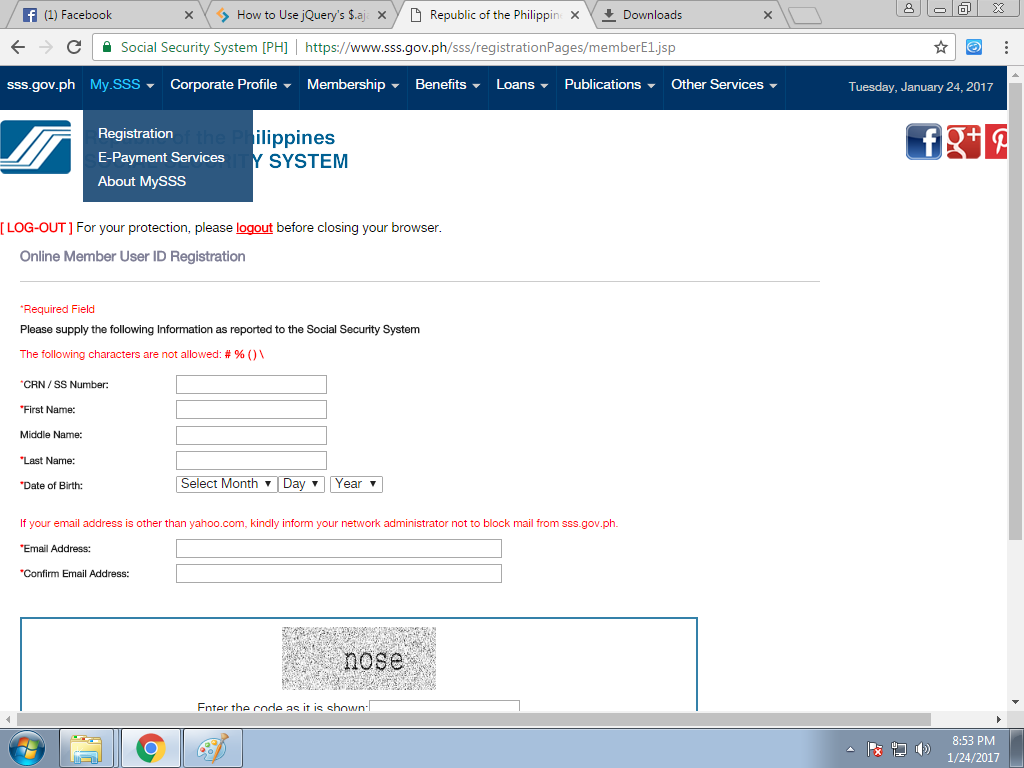 (1) Facebook
How to Use jQuery's $.aj
Republic of the Philippin
Downloads
Social Security System [PH] https://www.sss.gov.ph/sss/registrationPages/memberE1.jsp
sss.gov.ph My.SSS Corporate Profile Membership Benefits Loans Publications Other Services Tuesday, January 24, 2017
Registration
E-Payment Services
About MySSS
Republic of the Philippines
SOCIAL SECURITY SYSTEM
[ LOG-OUT ] For your protection, please logout before closing your browser.
Online Member User ID Registration
*Required Field
Please supply the following Information as reported to the Social Security System
The following characters are not allowed: # % ( ) \
*CRN / SS Number:
*First Name:
Middle Name:
*Last Name:
*Date of Birth: Select Month Day Year
If your email address is other than yahoo.com, kindly inform your network administrator not to block mail from sss.gov.ph.
*Email Address:
*Confirm Email Address:
nose
Enter the code as it is shown:
8:53 PM
1/24/2017